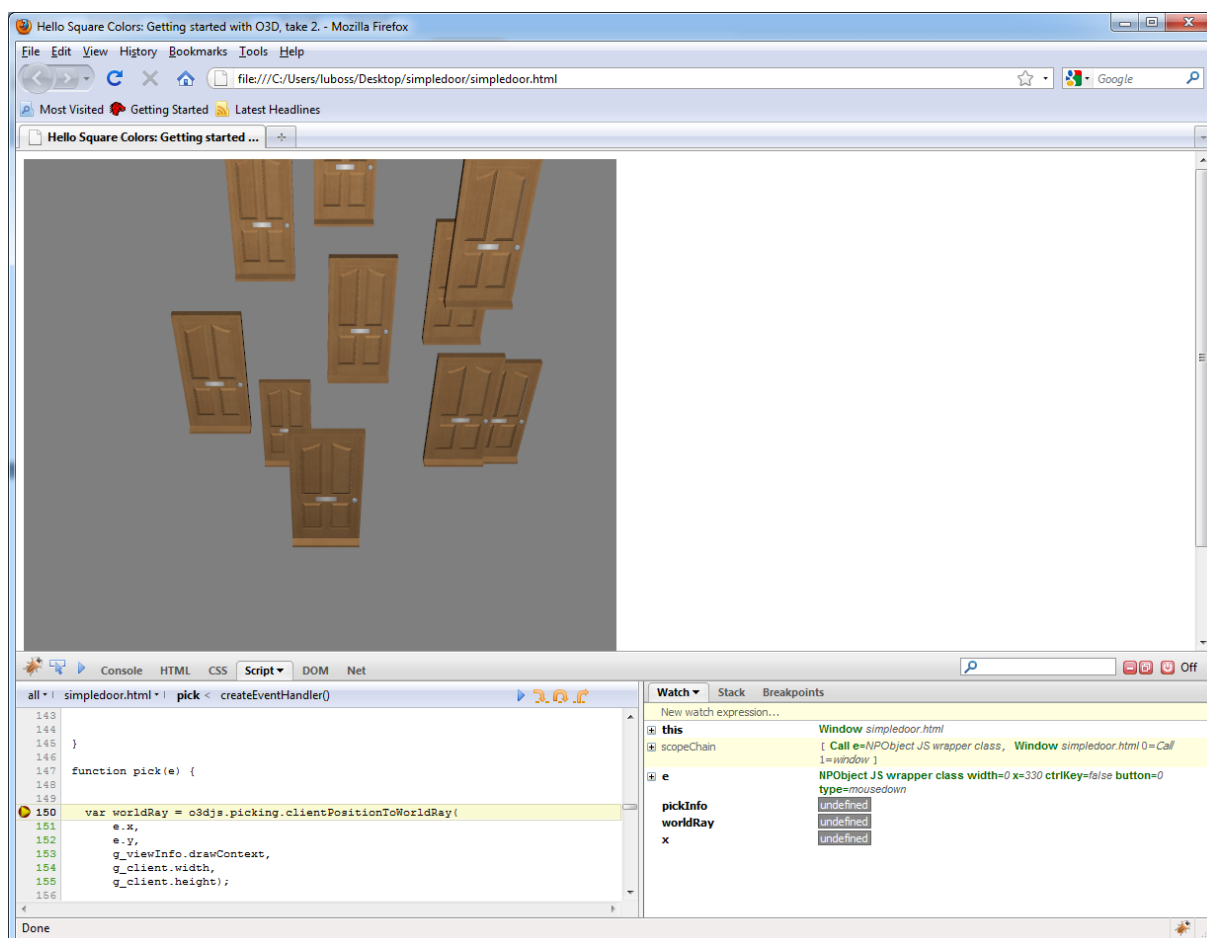 Hello Square Colors: Getting started with O3D, take 2. - Mozilla Firefox
File Edit View History Bookmarks Tools Help
file:///C:/Users/luboss/Desktop/simpledoor/simpledoor.html
Google
Most Visited Getting Started Latest Headlines
Hello Square Colors: Getting started ...
Console HTML CSS Script DOM Net
Off
all simpledoor.html pick < createEventHandler()
Watch Stack Breakpoints
143
144
145 }
146
147 function pick(e) {
148
149
150 var worldRay = o3djs.picking.clientPositionToWorldRay(
151 e.x,
152 e.y,
153 g_viewInfo.drawContext,
154 g_client.width,
155 g_client.height);
156
New watch expression...
this Window simpledoor.html
scopeChain [ Call e=NPObject JS wrapper class, Window simpledoor.html 0=Call
1=window ]
e NPObject JS wrapper class width=0 x=330 ctrlKey=false button=0
type=mousedown
pickInfo undefined
worldRay undefined
x undefined
Done